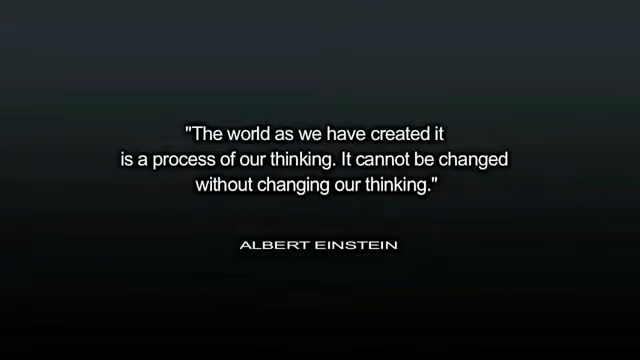 "The world as we have created it
is a process of our thinking. It cannot be changed
without changing our thinking."
ALBERT EINSTEIN